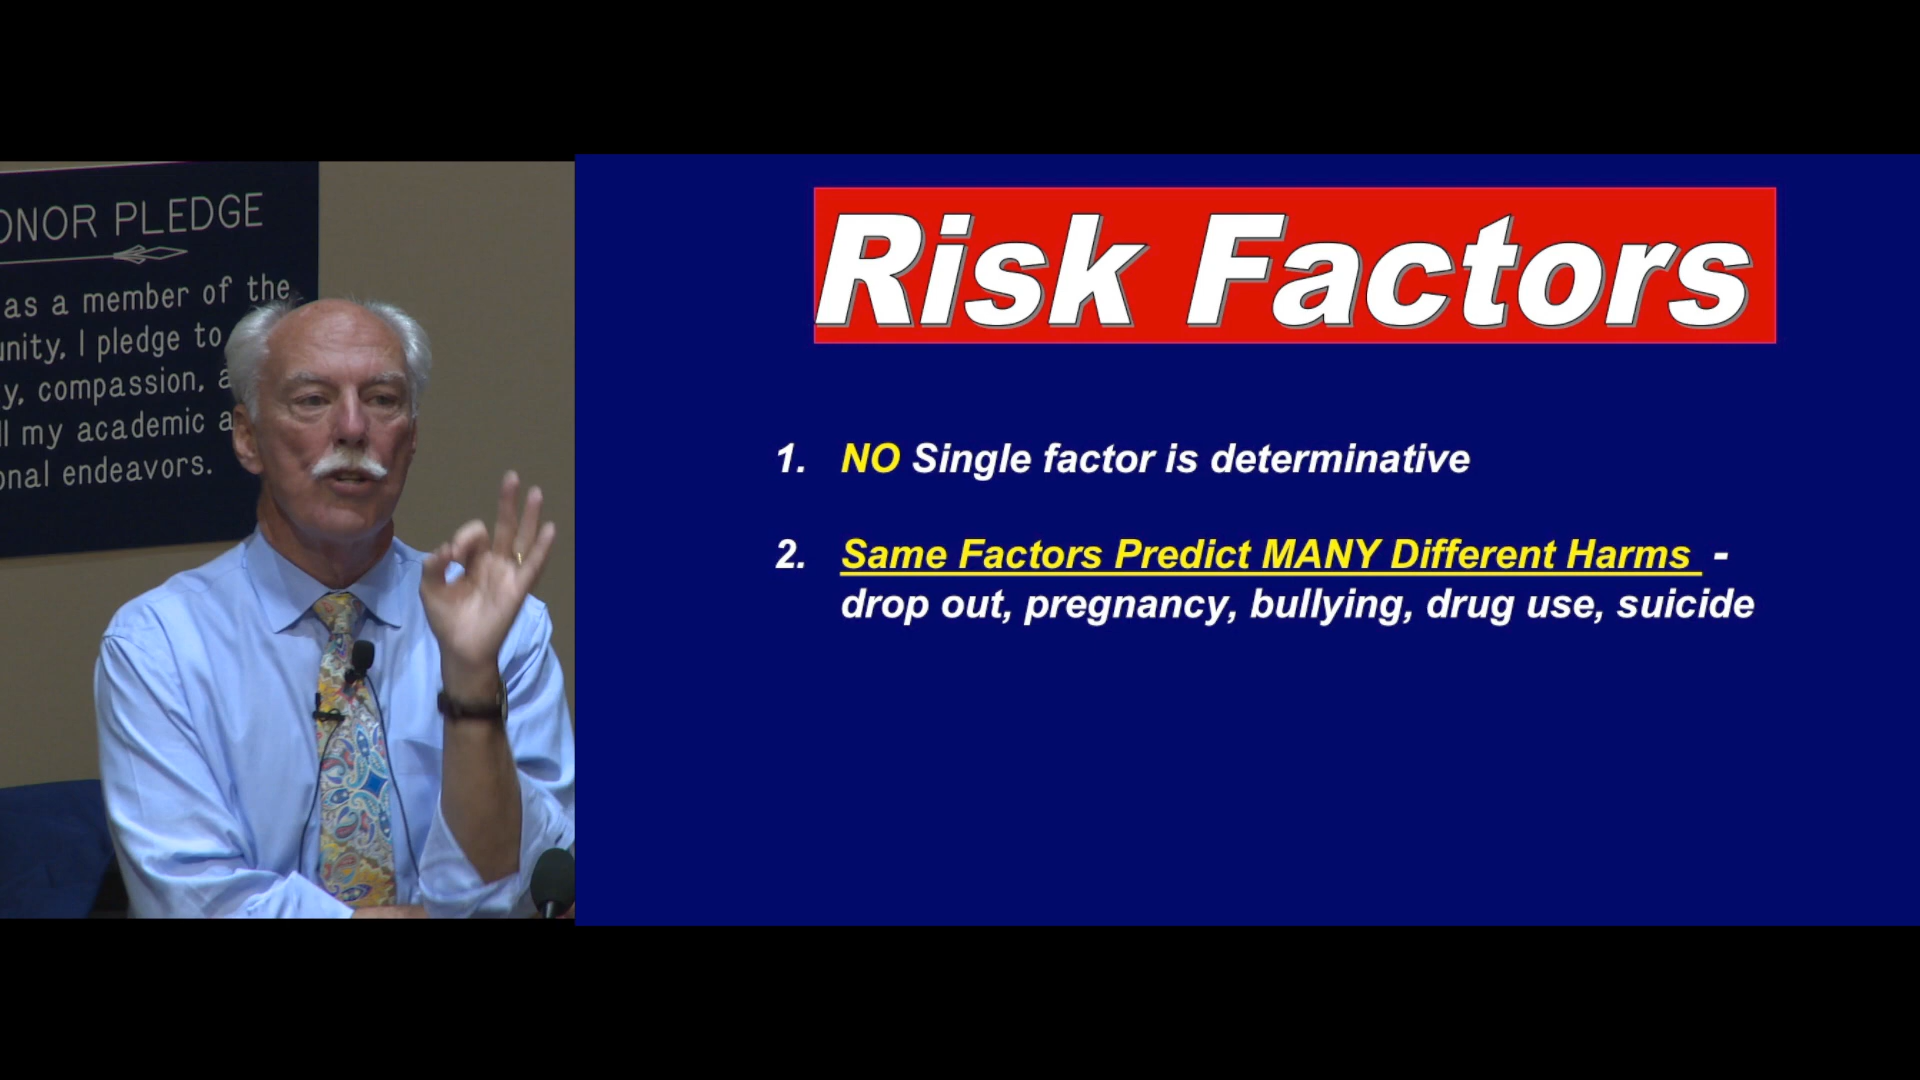 ONOR PLEDGE
as a member of the
unity, I pledge to
y, compassion, a
ll my academic a
onal endeavors.
Risk Factors
1. NO Single factor is determinative
2. Same Factors Predict MANY Different Harms -
drop out, pregnancy, bullying, drug use, suicide